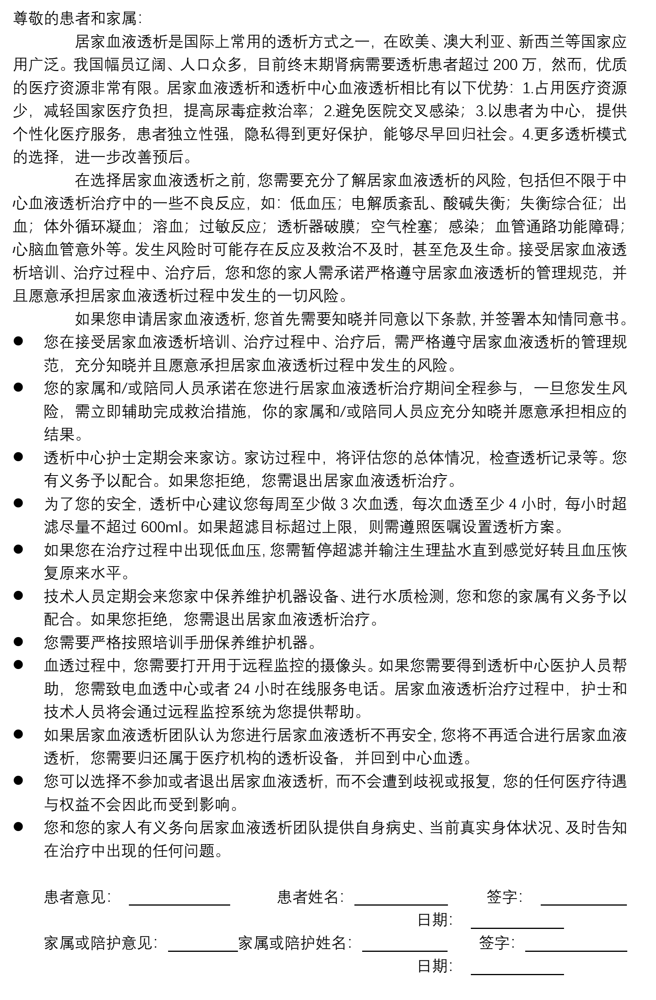 尊敬的患者和家属：
居家血液透析是国际上常用的透析方式之一，在欧美、澳大利亚、新西兰等国家应
用广泛。我国幅员辽阔、人口众多，目前终末期肾病需要透析患者超过 200 万，然而，优质
的医疗资源非常有限。居家血液透析和透析中心血液透析相比有以下优势：1.占用医疗资源
少，减轻国家医疗负担，提高尿毒症救治率；2.避免医院交叉感染；3.以患者为中心，提供
个性化医疗服务，患者独立性强，隐私得到更好保护，能够尽早回归社会。4.更多透析模式
的选择，进一步改善预后。
在选择居家血液透析之前，您需要充分了解居家血液透析的风险，包括但不限于中
心血液透析治疗中的一些不良反应，如：低血压；电解质紊乱、酸碱失衡；失衡综合征；出
血；体外循环凝血；溶血；过敏反应；透析器破膜；空气栓塞；感染；血管通路功能障碍；
心脑血管意外等。发生风险时可能存在反应及救治不及时，甚至危及生命。接受居家血液透
析培训、治疗过程中、治疗后，您和您的家人需承诺严格遵守居家血液透析的管理规范，并
且愿意承担居家血液透析过程中发生的一切风险。
如果您申请居家血液透析，您首先需要知晓并同意以下条款，并签署本知情同意书。
● 您在接受居家血液透析培训、治疗过程中、治疗后，需严格遵守居家血液透析的管理规
范，充分知晓并且愿意承担居家血液透析过程中发生的风险。
● 您的家属和/或陪同人员承诺在您进行居家血液透析治疗期间全程参与，一旦您发生风
险，需立即辅助完成救治措施，你的家属和/或陪同人员应充分知晓并愿意承担相应的
结果。
● 透析中心护士定期会来家访。家访过程中，将评估您的总体情况，检查透析记录等。您
有义务予以配合。如果您拒绝，您需退出居家血液透析治疗。
● 为了您的安全，透析中心建议您每周至少做 3 次血透，每次血透至少 4 小时，每小时超
滤尽量不超过 600ml。如果超滤目标超过上限，则需遵照医嘱设置透析方案。
● 如果您在治疗过程中出现低血压，您需暂停超滤并输注生理盐水直到感觉好转且血压恢
复原来水平。
● 技术人员定期会来您家中保养维护机器设备、进行水质检测，您和您的家属有义务予以
配合。如果您拒绝，您需退出居家血液透析治疗。
● 您需要严格按照培训手册保养维护机器。
● 血透过程中，您需要打开用于远程监控的摄像头。如果您需要得到透析中心医护人员帮
助，您需致电血透中心或者 24 小时在线服务电话。居家血液透析治疗过程中，护士和
技术人员将会通过远程监控系统为您提供帮助。
● 如果居家血液透析团队认为您进行居家血液透析不再安全，您将不再适合进行居家血液
透析，您需要归还属于医疗机构的透析设备，并回到中心血透。
● 您可以选择不参加或者退出居家血液透析，而不会遭到歧视或报复，您的任何医疗待遇
与权益不会因此而受到影响。
● 您和您的家人有义务向居家血液透析团队提供自身病史、当前真实身体状况、及时告知
在治疗中出现的任何问题。
患者意见： 患者姓名： 签字：
日期：
家属或陪护意见： 家属或陪护姓名： 签字：
日期：